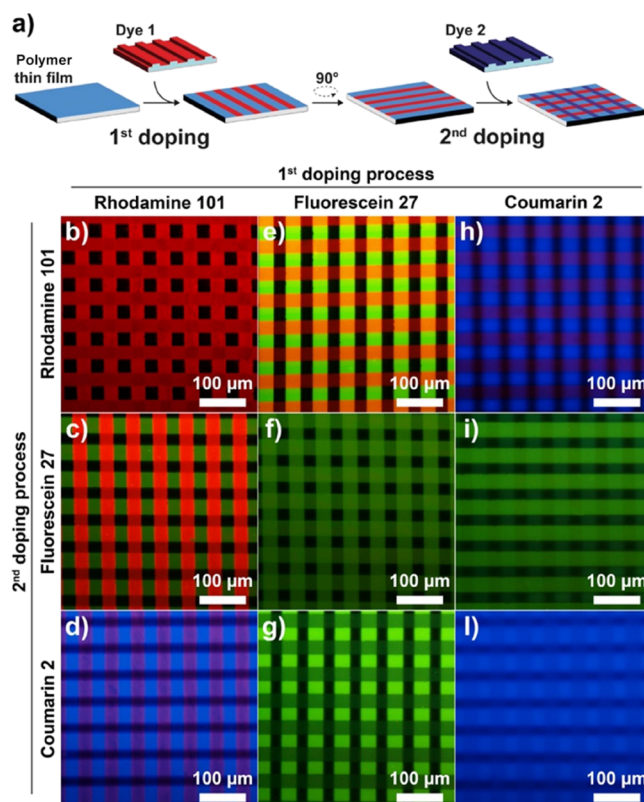 a)
Dye 1
Dye 2
Polymer
thin film
90°
1st doping
2nd doping
1st doping process
Rhodamine 101
Fluorescein 27
Coumarin 2
2nd doping process
Rhodamine 101
b)
100 µm
e)
100 µm
h)
100 µm
Fluorescein 27
c)
100 µm
f)
100 µm
i)
100 µm
Coumarin 2
d)
100 µm
g)
100 µm
l)
100 µm